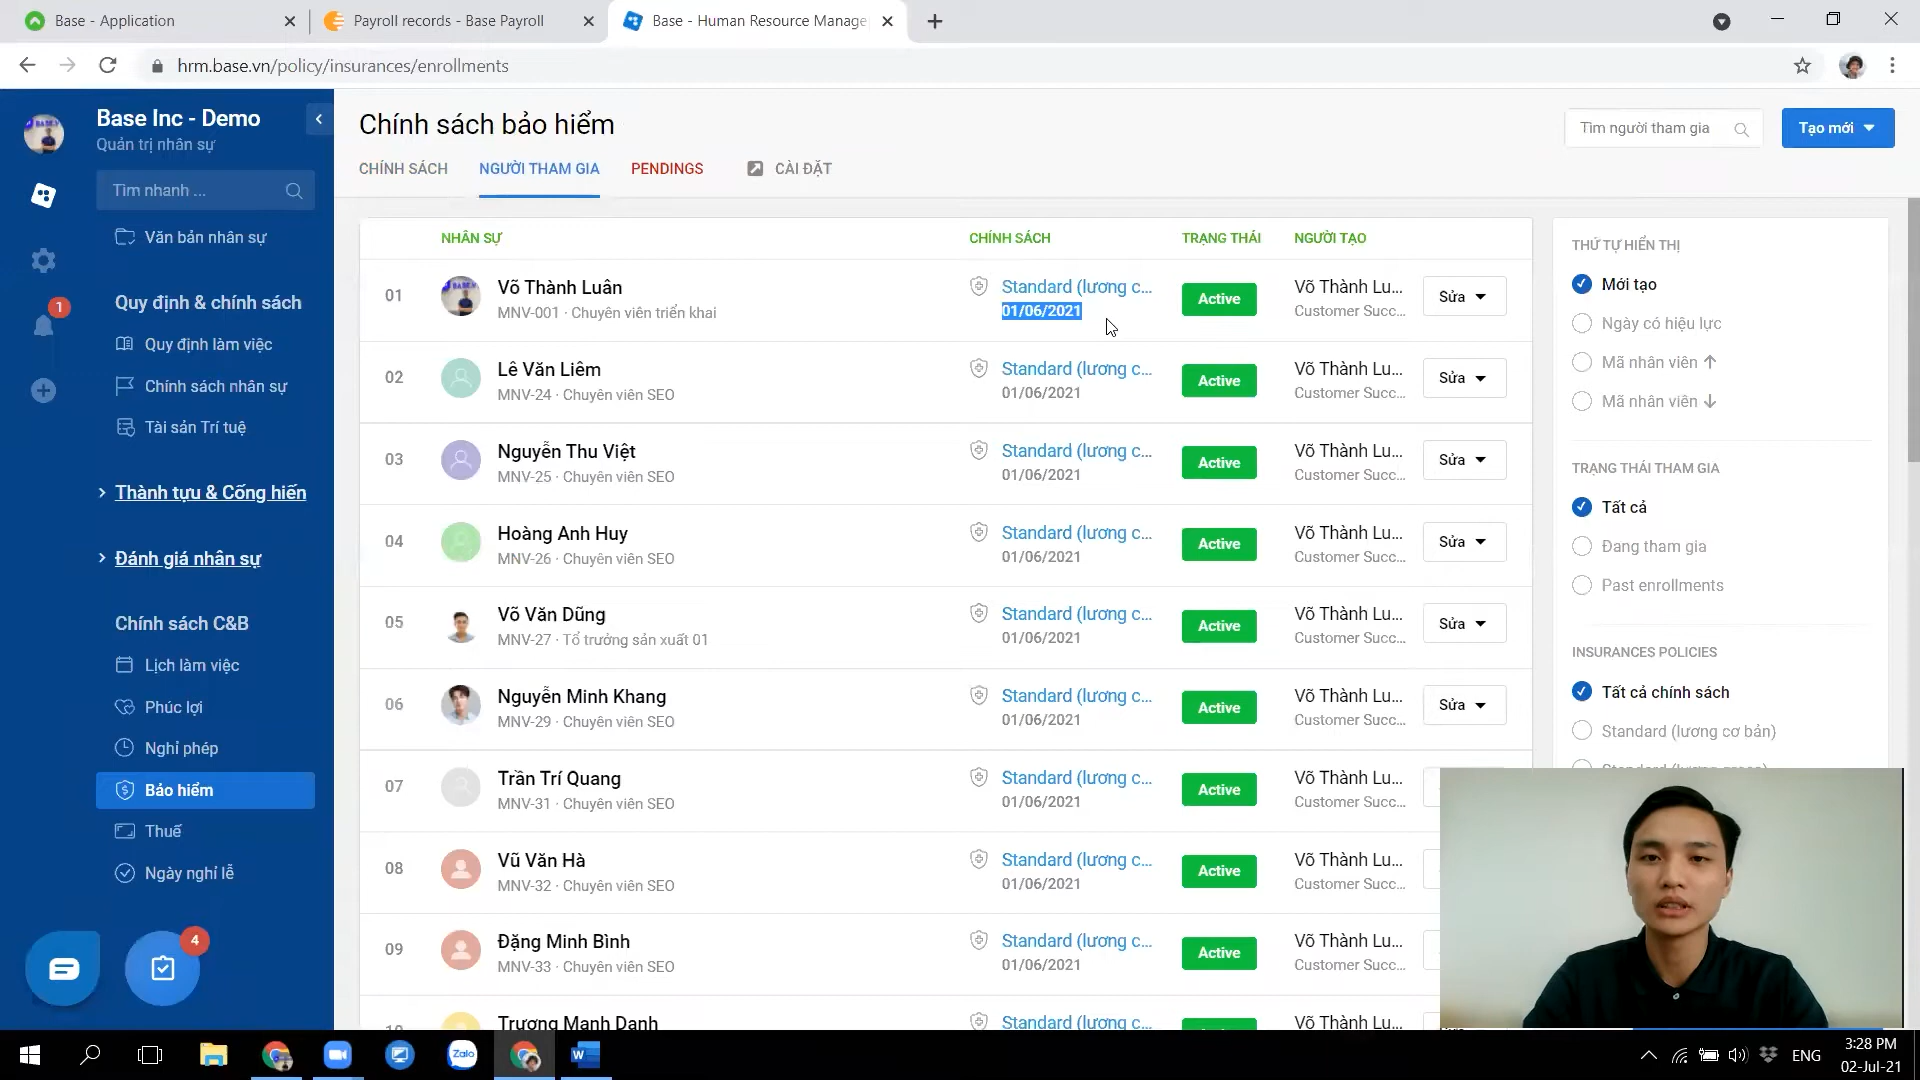 Base - Application
Payroll records - Base Payroll
Base - Human Resource Manage
hrm.base.vn/policy/insurances/enrollments
Base Inc - Demo
Quản trị nhân sự
Tìm nhanh ...
Văn bản nhân sự
Quy định & chính sách
1
Quy định làm việc
Chính sách nhân sự
Tài sản Trí tuệ
Thành tựu & Cống hiến
Đánh giá nhân sự
Chính sách C&B
Lịch làm việc
Phúc lợi
Nghỉ phép
Bảo hiểm
Thuế
Ngày nghỉ lễ
4
Chính sách bảo hiểm
Tìm người tham gia
Tạo mới
CHÍNH SÁCH
NGƯỜI THAM GIA
PENDINGS
CÀI ĐẶT
NHÂN SỰ CHÍNH SÁCH TRẠNG THÁI NGƯỜI TẠO
01 Võ Thành Luân Standard (lương c... Active Võ Thành Lu... Sửa
MNV-001 · Chuyên viên triển khai 01/06/2021 Customer Succ...
02 Lê Văn Liêm Standard (lương c... Active Võ Thành Lu... Sửa
MNV-24 · Chuyên viên SEO 01/06/2021 Customer Succ...
03 Nguyễn Thu Việt Standard (lương c... Active Võ Thành Lu... Sửa
MNV-25 · Chuyên viên SEO 01/06/2021 Customer Succ...
04 Hoàng Anh Huy Standard (lương c... Active Võ Thành Lu... Sửa
MNV-26 · Chuyên viên SEO 01/06/2021 Customer Succ...
05 Võ Văn Dũng Standard (lương c... Active Võ Thành Lu... Sửa
MNV-27 · Tổ trưởng sản xuất 01 01/06/2021 Customer Succ...
06 Nguyễn Minh Khang Standard (lương c... Active Võ Thành Lu... Sửa
MNV-29 · Chuyên viên SEO 01/06/2021 Customer Succ...
07 Trần Trí Quang Standard (lương c... Active Võ Thành Lu...
MNV-31 · Chuyên viên SEO 01/06/2021 Customer Succ...
08 Vũ Văn Hà Standard (lương c... Active Võ Thành Lu...
MNV-32 · Chuyên viên SEO 01/06/2021 Customer Succ...
09 Đặng Minh Bình Standard (lương c... Active Võ Thành Lu...
MNV-33 · Chuyên viên SEO 01/06/2021 Customer Succ...
10 Trương Mạnh Danh Standard (lương c... Võ Thành Lu...
THỨ TỰ HIỂN THỊ
Mới tạo
Ngày có hiệu lực
Mã nhân viên ↑
Mã nhân viên ↓
TRẠNG THÁI THAM GIA
Tất cả
Đang tham gia
Past enrollments
INSURANCES POLICIES
Tất cả chính sách
Standard (lương cơ bản)
Zalo
W
ENG
3:28 PM
02-Jul-21